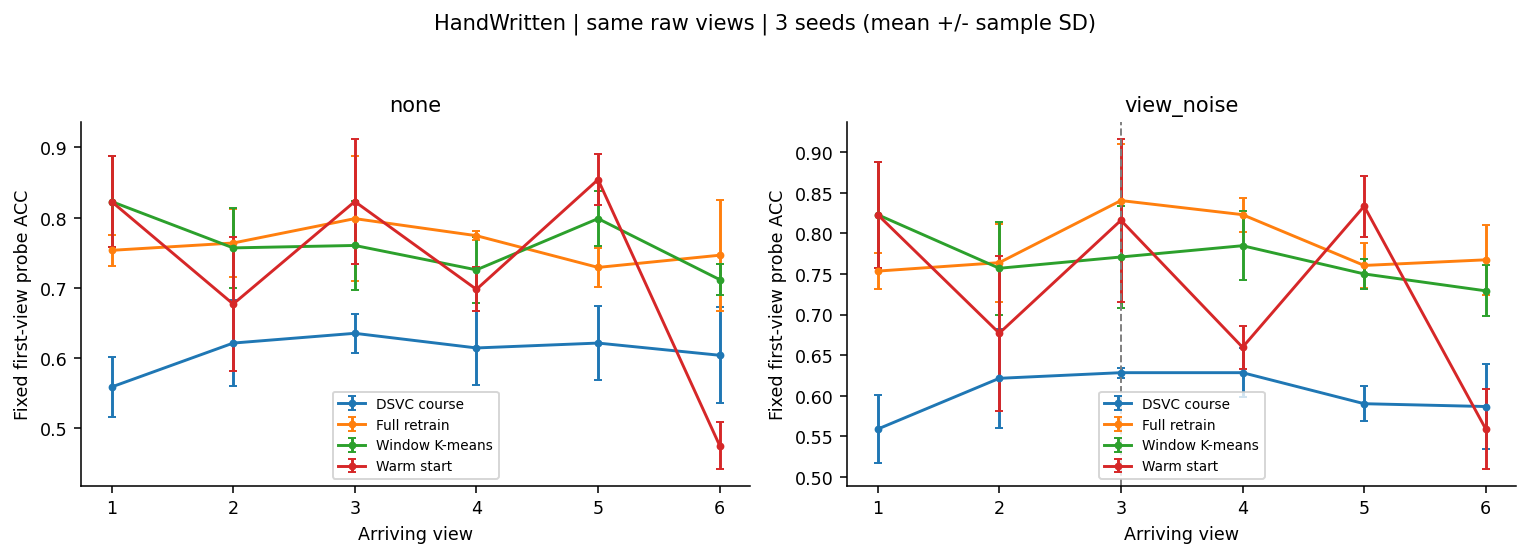 HandWritten | same raw views | 3 seeds (mean +/- sample SD)
none
Fixed first-view probe ACC
0.9
0.8
0.7
0.6
0.5
DSVC course
Full retrain
Window K-means
Warm start
1 2 3 4 5 6
Arriving view
view_noise
Fixed first-view probe ACC
0.90
0.85
0.80
0.75
0.70
0.65
0.60
0.55
0.50
DSVC course
Full retrain
Window K-means
Warm start
1 2 3 4 5 6
Arriving view